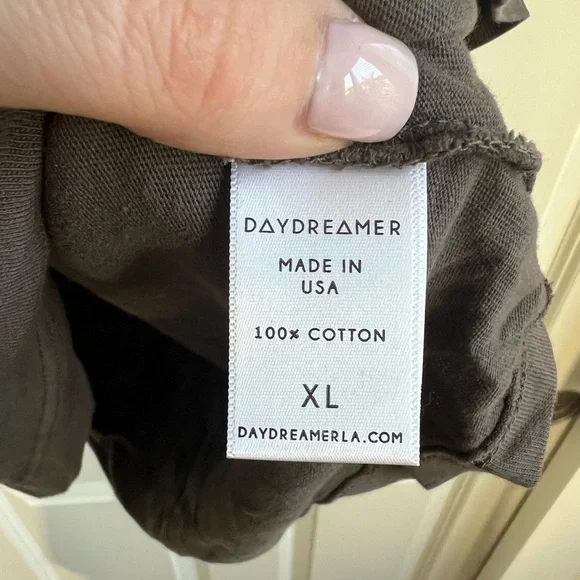 DAYDREAMER
MADE IN
USA
100% COTTON
XL
DAYDREAMERLA.COM